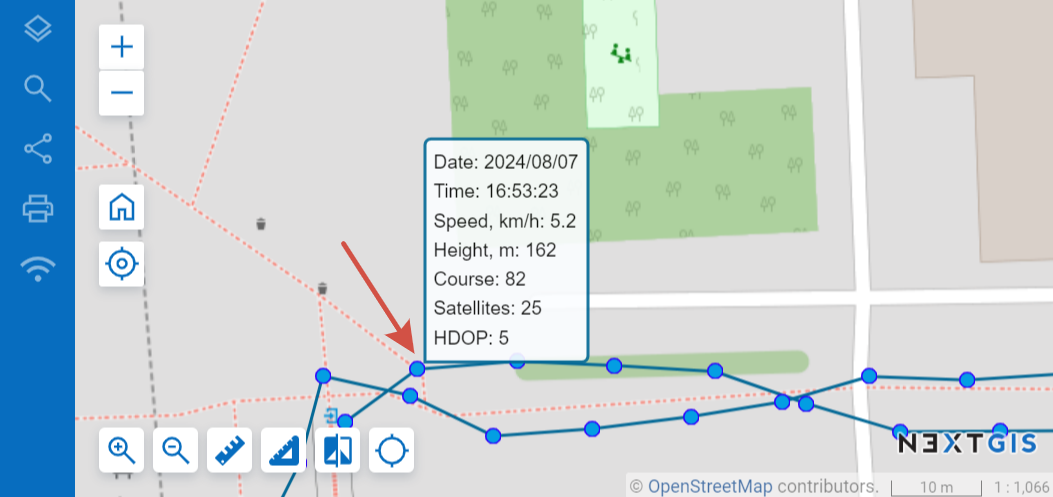 Date: 2024/08/07
Time: 16:53:23
Speed, km/h: 5.2
Height, m: 162
Course: 82
Satellites: 25
HDOP: 5
NEXTGIS
© OpenStreetMap contributors.
10 m
1 : 1,066